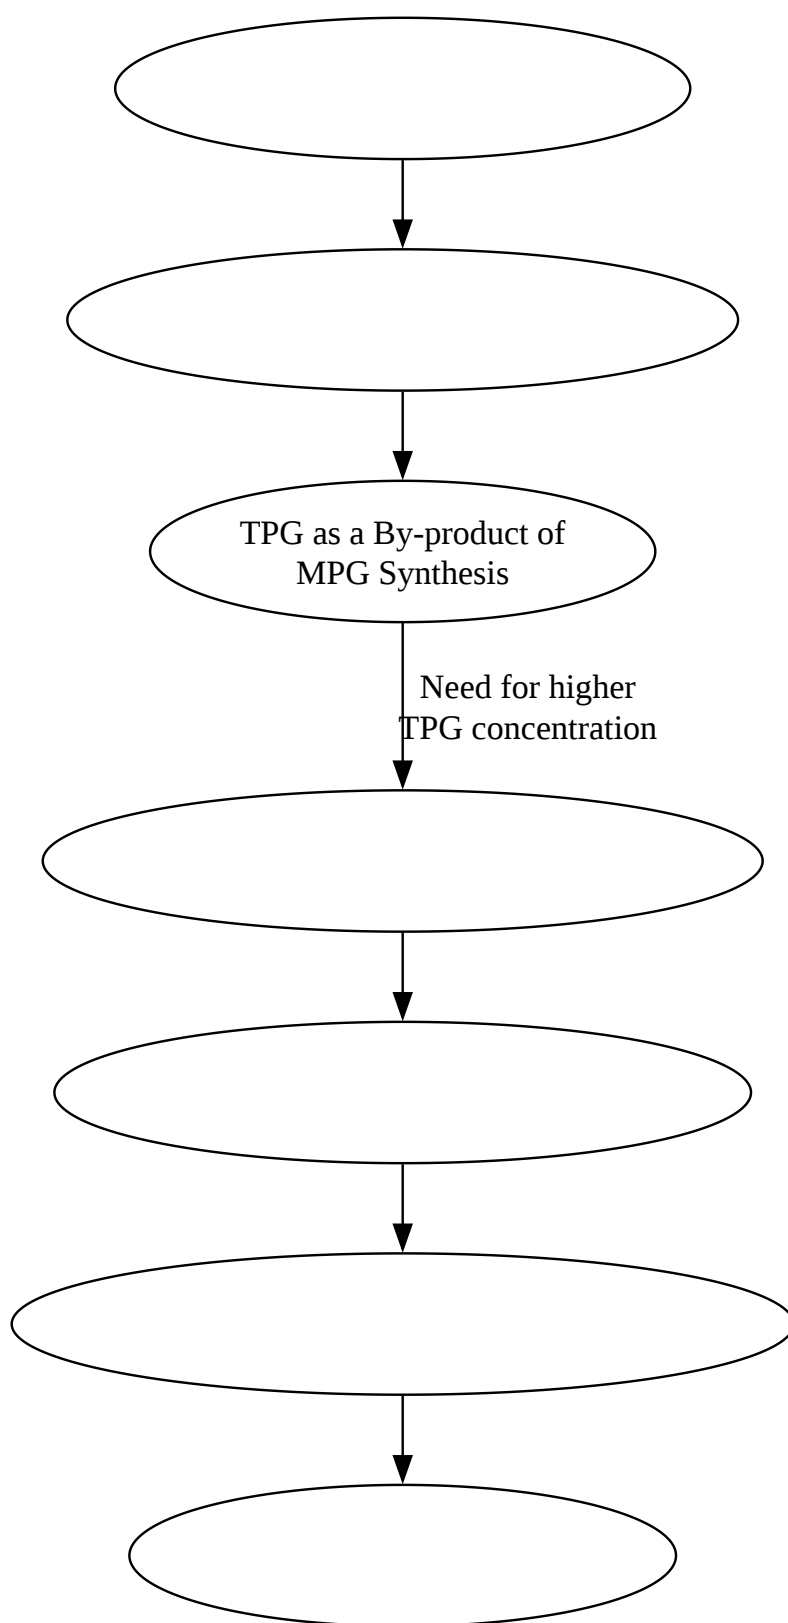 TPG as a By-product of
MPG Synthesis
Need for higher
TPG concentration